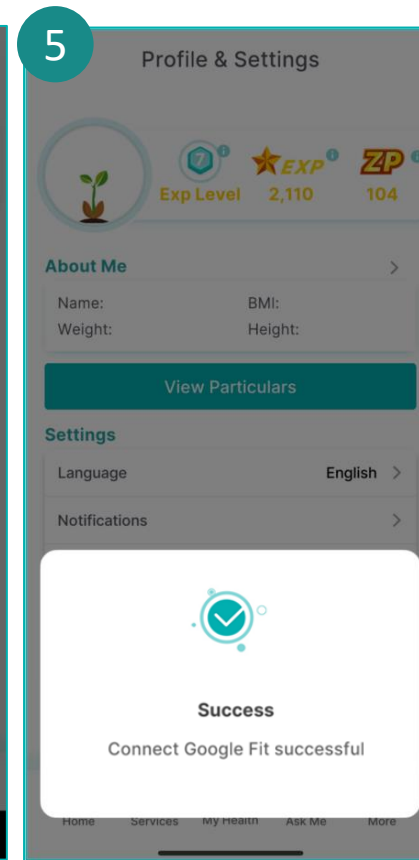 5
Profile & Settings
7
EXP
ZP
Exp Level 2,110 104
About Me
Name: BMI:
Weight: Height:
View Particulars
Settings
Language English
Notifications
Success
Connect Google Fit successful
Home Services My Health Ask Me More